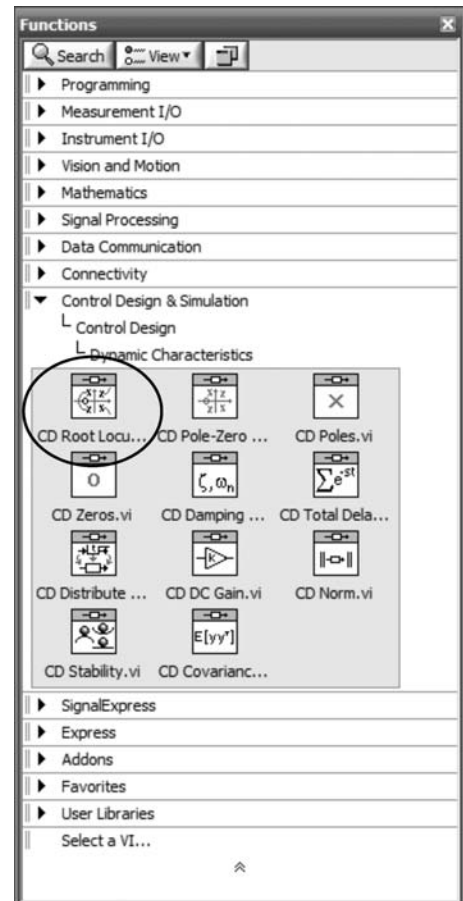 Functions
Search View
Programming
Measurement I/O
Instrument I/O
Vision and Motion
Mathematics
Signal Processing
Data Communication
Connectivity
Control Design & Simulation
Control Design
Dynamic Characteristics
CD Root Locu... CD Pole-Zero ... CD Poles.vi
CD Zeros.vi CD Damping ... CD Total Dela...
CD Distribute ... CD DC Gain.vi CD Norm.vi
E[yyᵀ]
CD Stability.vi CD Covarianc...
SignalExpress
Express
Addons
Favorites
User Libraries
Select a VI...